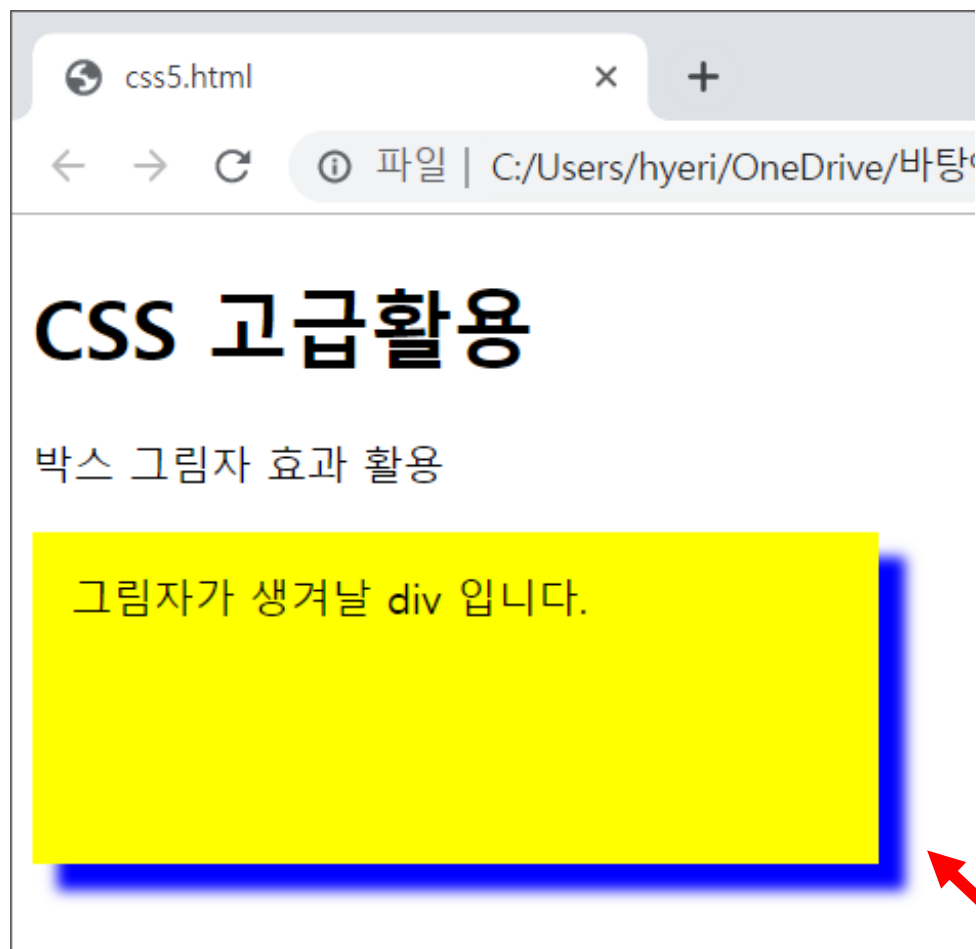 css5.html
파일 | C:/Users/hyeri/OneDrive/바탕
CSS 고급활용
박스 그림자 효과 활용
그림자가 생겨날 div 입니다.